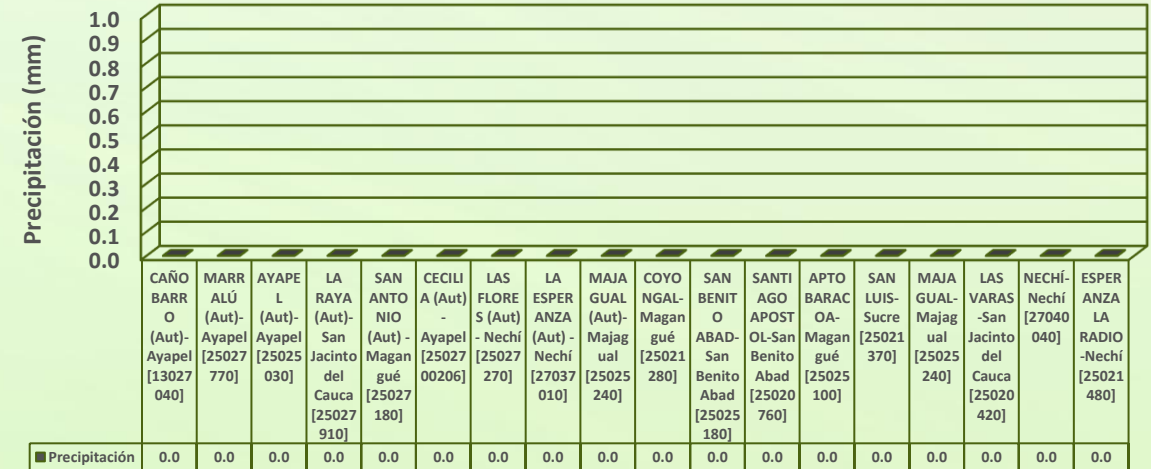 Precipitación (mm)
1.0
0.9
0.8
0.7
0.6
0.5
0.4
0.3
0.2
0.1
0.0
CAÑO
BARR
O
(Aut)-
Ayapel
[13027
040]
MARR
ALÚ
(Aut)-
Ayapel
[25027
770]
AYAPE
L
(Aut)-
Ayapel
[25025
030]
LA
RAYA
(Aut)-
San
Jacinto
del
Cauca
[25027
910]
SAN
ANTO
NIO
(Aut) -
Magan
gué
[25027
180]
CECILI
A (Aut)
-
Ayapel
[25027
00206]
LAS
FLORE
S (Aut)
- Nechí
[25027
270]
LA
ESPER
ANZA
(Aut) -
Nechí
[27037
010]
MAJA
GUAL
(Aut)-
Majag
ual
[25025
240]
COYO
NGAL-
Magan
gué
[25021
280]
SAN
BENIT
O
ABAD-
San
Benito
Abad
[25025
180]
SANTI
AGO
APOST
OL-San
Benito
Abad
[25020
760]
APTO
BARAC
OA-
Magan
gué
[25025
100]
SAN
LUIS-
Sucre
[25021
370]
MAJA
GUAL-
Majag
ual
[25025
240]
LAS
VARAS
-San
Jacinto
del
Cauca
[25020
420]
NECHÍ-
Nechí
[27040
040]
ESPER
ANZA
LA
RADIO
-Nechí
[25021
480]
Precipitación 0.0 0.0 0.0 0.0 0.0 0.0 0.0 0.0 0.0 0.0 0.0 0.0 0.0 0.0 0.0 0.0 0.0 0.0